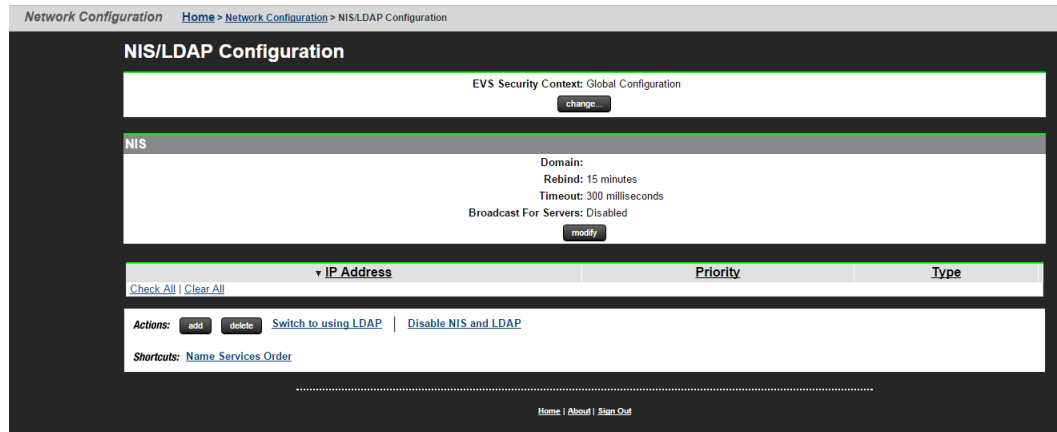 Network Configuration Home > Network Configuration > NIS/LDAP Configuration
NIS/LDAP Configuration
EVS Security Context: Global Configuration
change...
NIS
Domain:
Rebind: 15 minutes
Timeout: 300 milliseconds
Broadcast For Servers: Disabled
modify
▼ IP Address Priority Type
Check All | Clear All
Actions: add delete Switch to using LDAP | Disable NIS and LDAP
Shortcuts: Name Services Order
Home | About | Sign Out